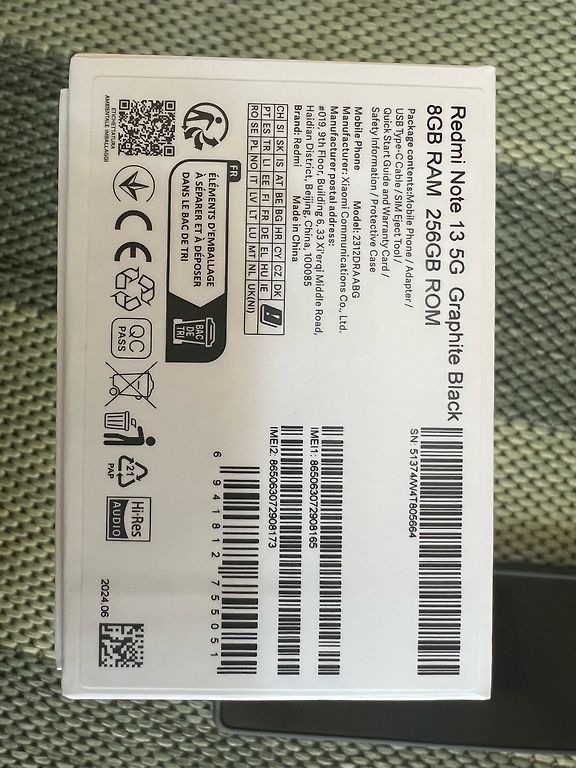 Redmi Note 13 5G  Graphite Black
8GB RAM  256GB ROM
Package contents:Mobile Phone / Adapter /
USB Type-C Cable / SIM Eject Tool /
Quick Start Guide and Warranty Card /
Safety Information / Protective Case
Mobile Phone  Model: 2312DRAABG
Manufacturer: Xiaomi Communications Co., Ltd.
Manufacturer postal address:
#019, 9th Floor, Building 6, 33 Xi'erqi Middle Road,
Haidian District, Beijing, China, 100085
Brand: Redmi  Made in China
SN: 51374/W4T805664
IMEI1: 865063072908165
IMEI2: 865063072908173
6 941812 755051
CH SI SK IS AT BE BG HR CY CZ DK
PT ES TR LI EE FI FR DE EL HU IE
RO SE PL NO IT LV LT LU MT NL UK(NI)
FR
ÉLÉMENTS D'EMBALLAGE
À SÉPARER ET À DÉPOSER
DANS LE BAC DE TRI
BAC
DE
TRI
ETICHETTATURA
AMBIENTALE IMBALLAGGI
CE
QC
PASS
21
PAP
Hi-Res
AUDIO
2024.06